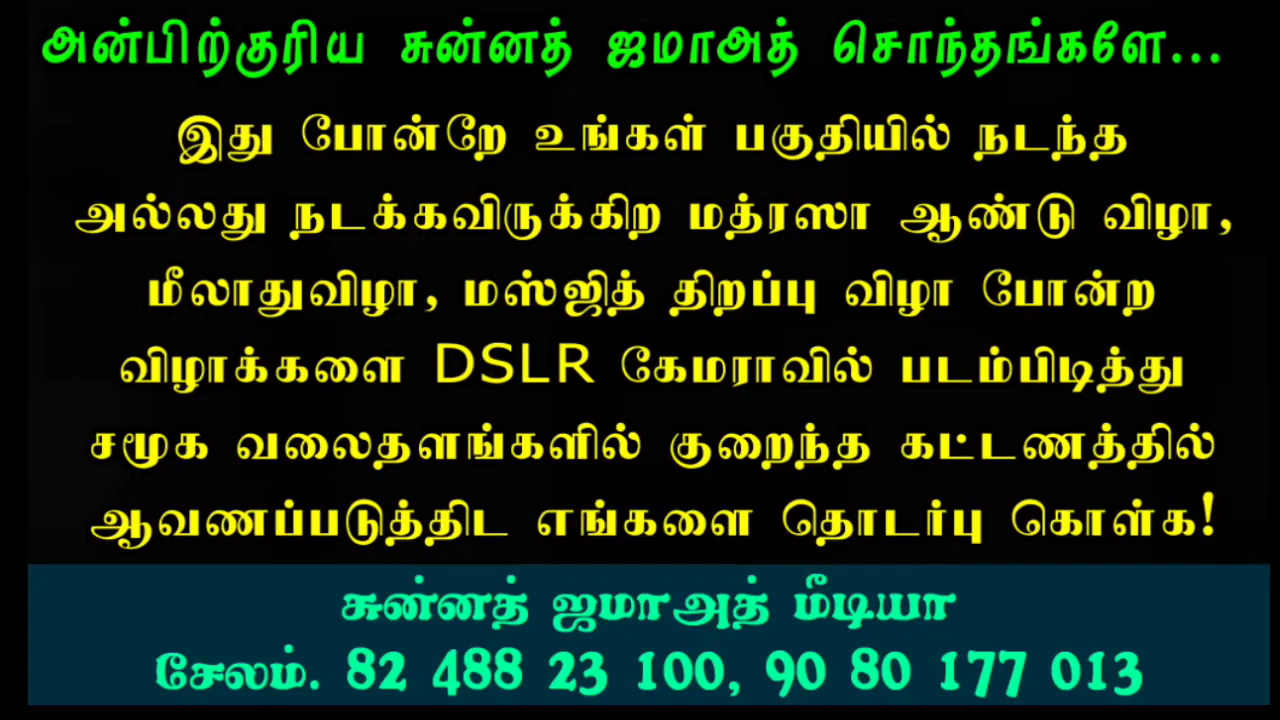 அன்பிற்குரிய சுன்னத் ஜமாஅத் சொந்தங்களே...
இது போன்றே உங்கள் பகுதியில் நடந்த
அல்லது நடக்கவிருக்கிற மத்ரஸா ஆண்டு விழா,
மீலாதுவிழா, மஸ்ஜித் திறப்பு விழா போன்ற
விழாக்களை DSLR கேமராவில் படம்பிடித்து
சமூக வலைதளங்களில் குறைந்த கட்டணத்தில்
ஆவணப்படுத்திட எங்களை தொடர்பு கொள்க!
சுன்னத் ஜமாஅத் மீடியா
சேலம். 82 488 23 100, 90 80 177 013